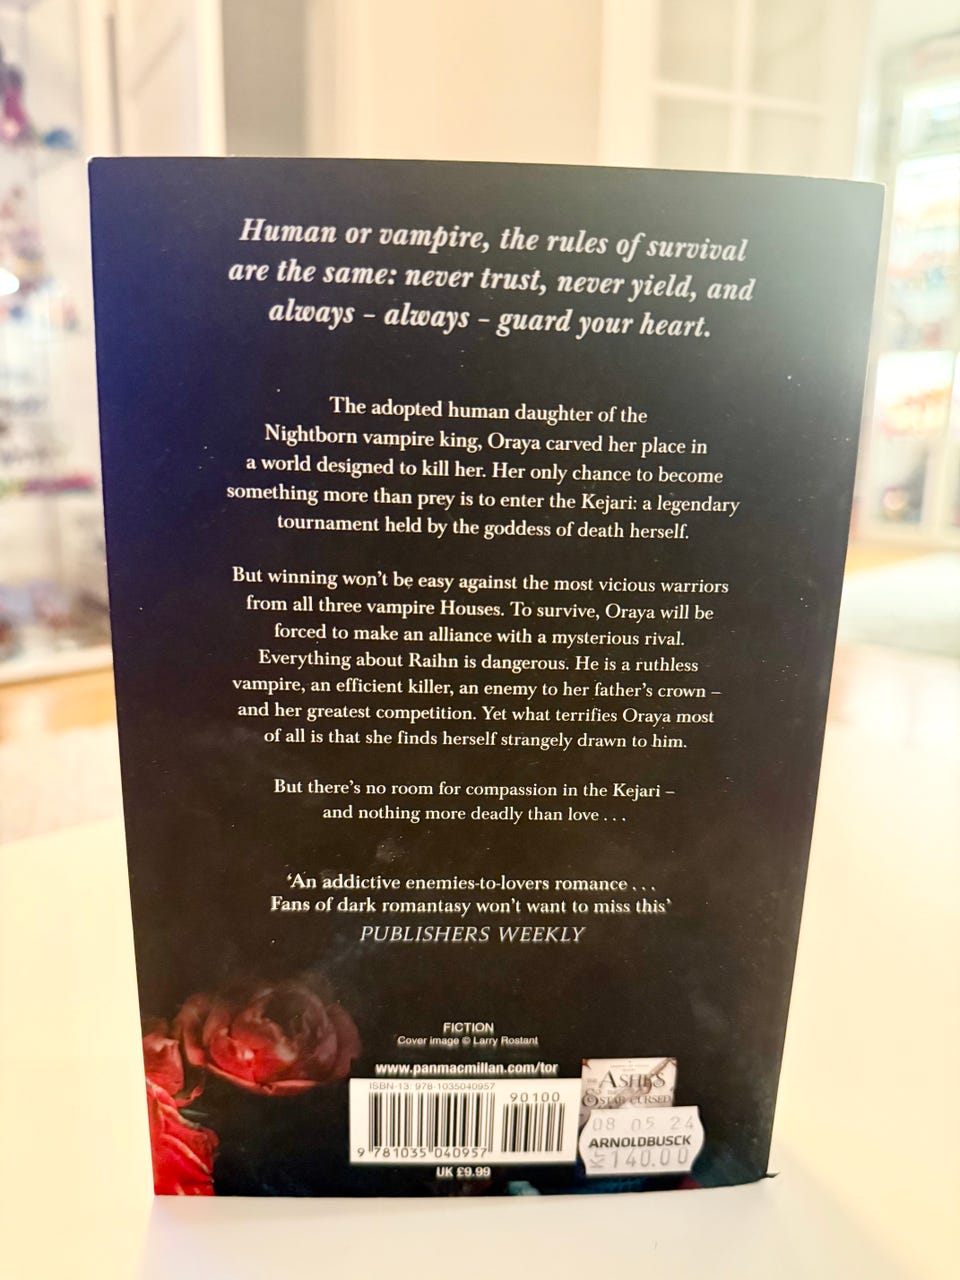 Human or vampire, the rules of survival
are the same: never trust, never yield, and
always – always – guard your heart.
The adopted human daughter of the
Nightborn vampire king, Oraya carved her place in
a world designed to kill her. Her only chance to become
something more than prey is to enter the Kejari: a legendary
tournament held by the goddess of death herself.
But winning won't be easy against the most vicious warriors
from all three vampire Houses. To survive, Oraya will be
forced to make an alliance with a mysterious rival.
Everything about Raihn is dangerous. He is a ruthless
vampire, an efficient killer, an enemy to her father's crown –
and her greatest competition. Yet what terrifies Oraya most
of all is that she finds herself strangely drawn to him.
But there's no room for compassion in the Kejari –
and nothing more deadly than love . . .
'An addictive enemies-to-lovers romance . . .
Fans of dark romantasy won't want to miss this'
PUBLISHERS WEEKLY
FICTION
Cover image © Larry Rostant
www.panmacmillan.com/tor
ISBN-13: 978-1035040957
90100
9 781035 040957
UK £9.99
THE
ASHES
& STAR CURSED
08 05 24
ARNOLDBUSCK
Kr 140.00